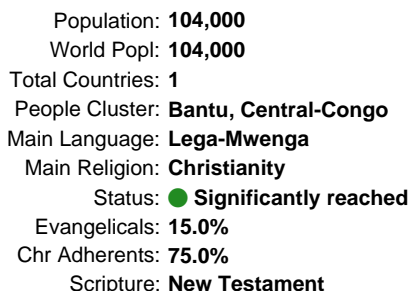 Population: 104,000
World Popl: 104,000
Total Countries: 1
People Cluster: Bantu, Central-Congo
Main Language: Lega-Mwenga
Main Religion: Christianity
Status: Significantly reached
Evangelicals: 15.0%
Chr Adherents: 75.0%
Scripture: New Testament